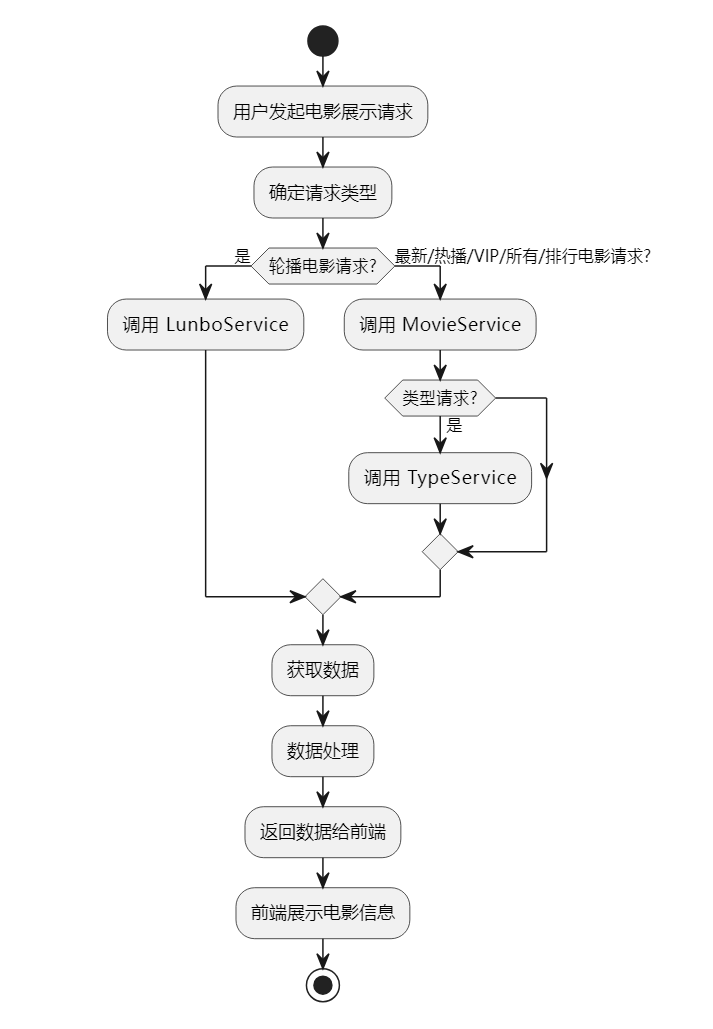 用户发起电影展示请求
确定请求类型
是
轮播电影请求?
最新/热播/VIP/所有/排行电影请求?
调用 LunboService
调用 MovieService
类型请求?
是
调用 TypeService
获取数据
数据处理
返回数据给前端
前端展示电影信息